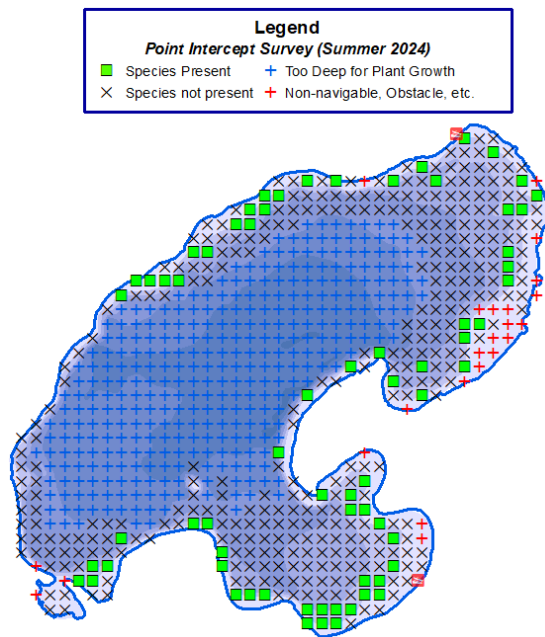 Legend
Point Intercept Survey (Summer 2024)
Species Present
Too Deep for Plant Growth
Species not present
Non-navigable, Obstacle, etc.